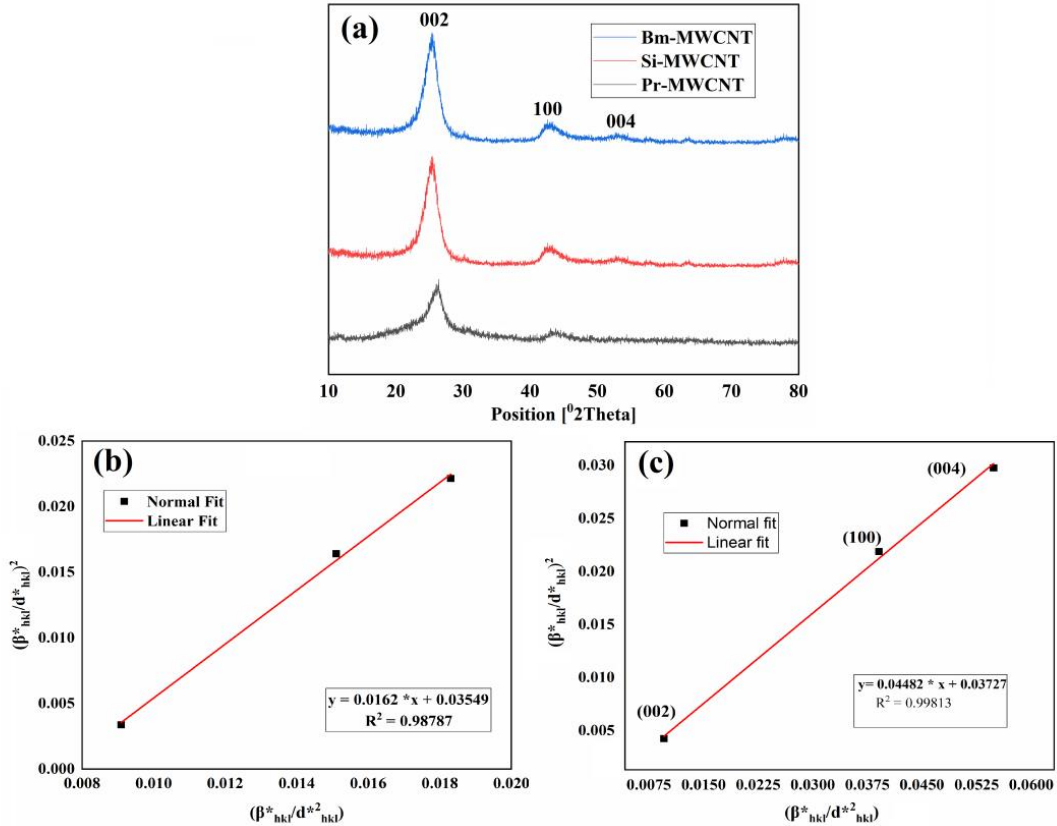 (a)
002
100
004
Bm-MWCNT
Si-MWCNT
Pr-MWCNT
10 20 30 40 50 60 70 80
Position [⁰2Theta]
(b)
Normal Fit
Linear Fit
0.025
0.020
0.015
0.010
0.005
0.000
(β*hkl/d*hkl)²
y = 0.0162 *x + 0.03549
R² = 0.98787
0.008 0.010 0.012 0.014 0.016 0.018 0.020
(β*hkl/d*²hkl)
(c)
(004)
(100)
(002)
Normal fit
Linear fit
0.030
0.025
0.020
0.015
0.010
0.005
(β*hkl/d*hkl)²
y= 0.04482 * x + 0.03727
R² = 0.99813
0.0075 0.0150 0.0225 0.0300 0.0375 0.0450 0.0525 0.0600
(β*hkl/d*²hkl)